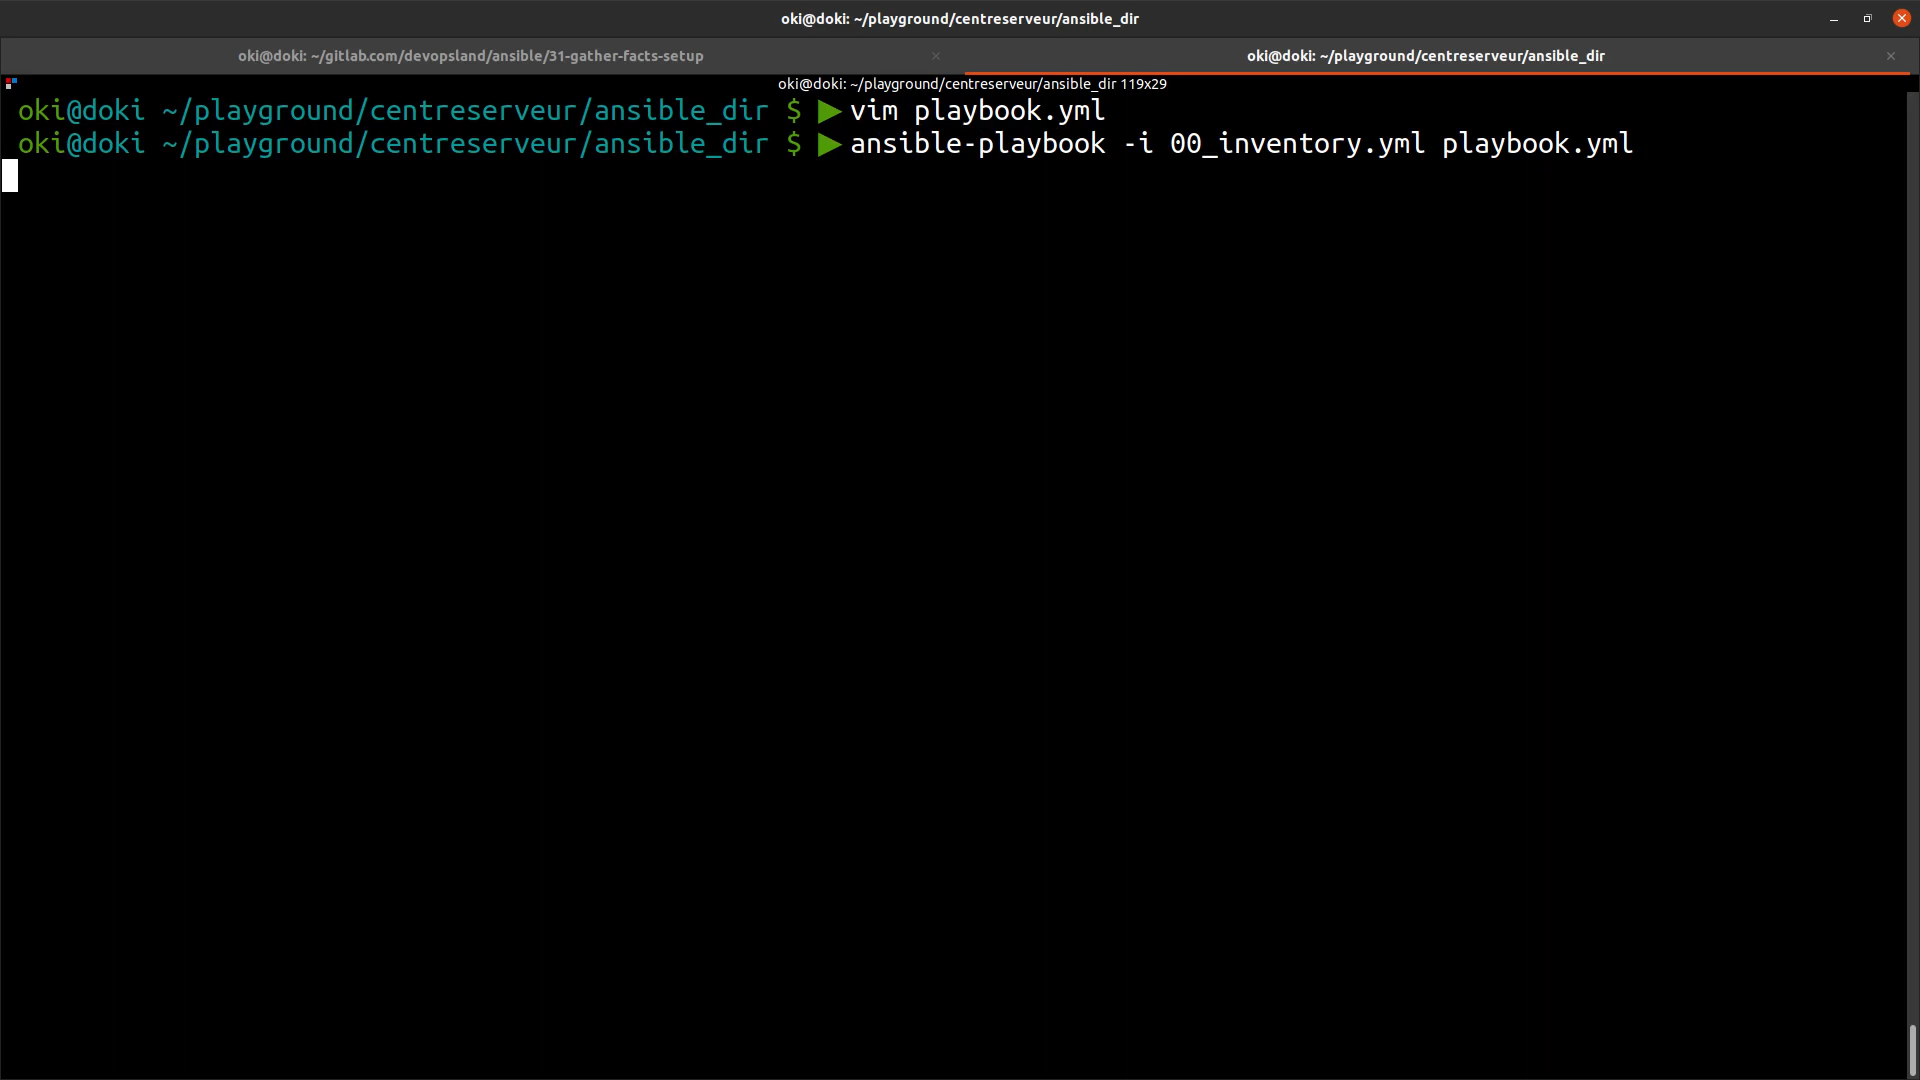 oki@doki: ~/playground/centreserveur/ansible_dir
oki@doki: ~/gitlab.com/devopsland/ansible/31-gather-facts-setup
oki@doki: ~/playground/centreserveur/ansible_dir
oki@doki: ~/playground/centreserveur/ansible_dir 119x29
oki@doki ~/playground/centreserveur/ansible_dir $ ▶vim playbook.yml
oki@doki ~/playground/centreserveur/ansible_dir $ ▶ansible-playbook -i 00_inventory.yml playbook.yml